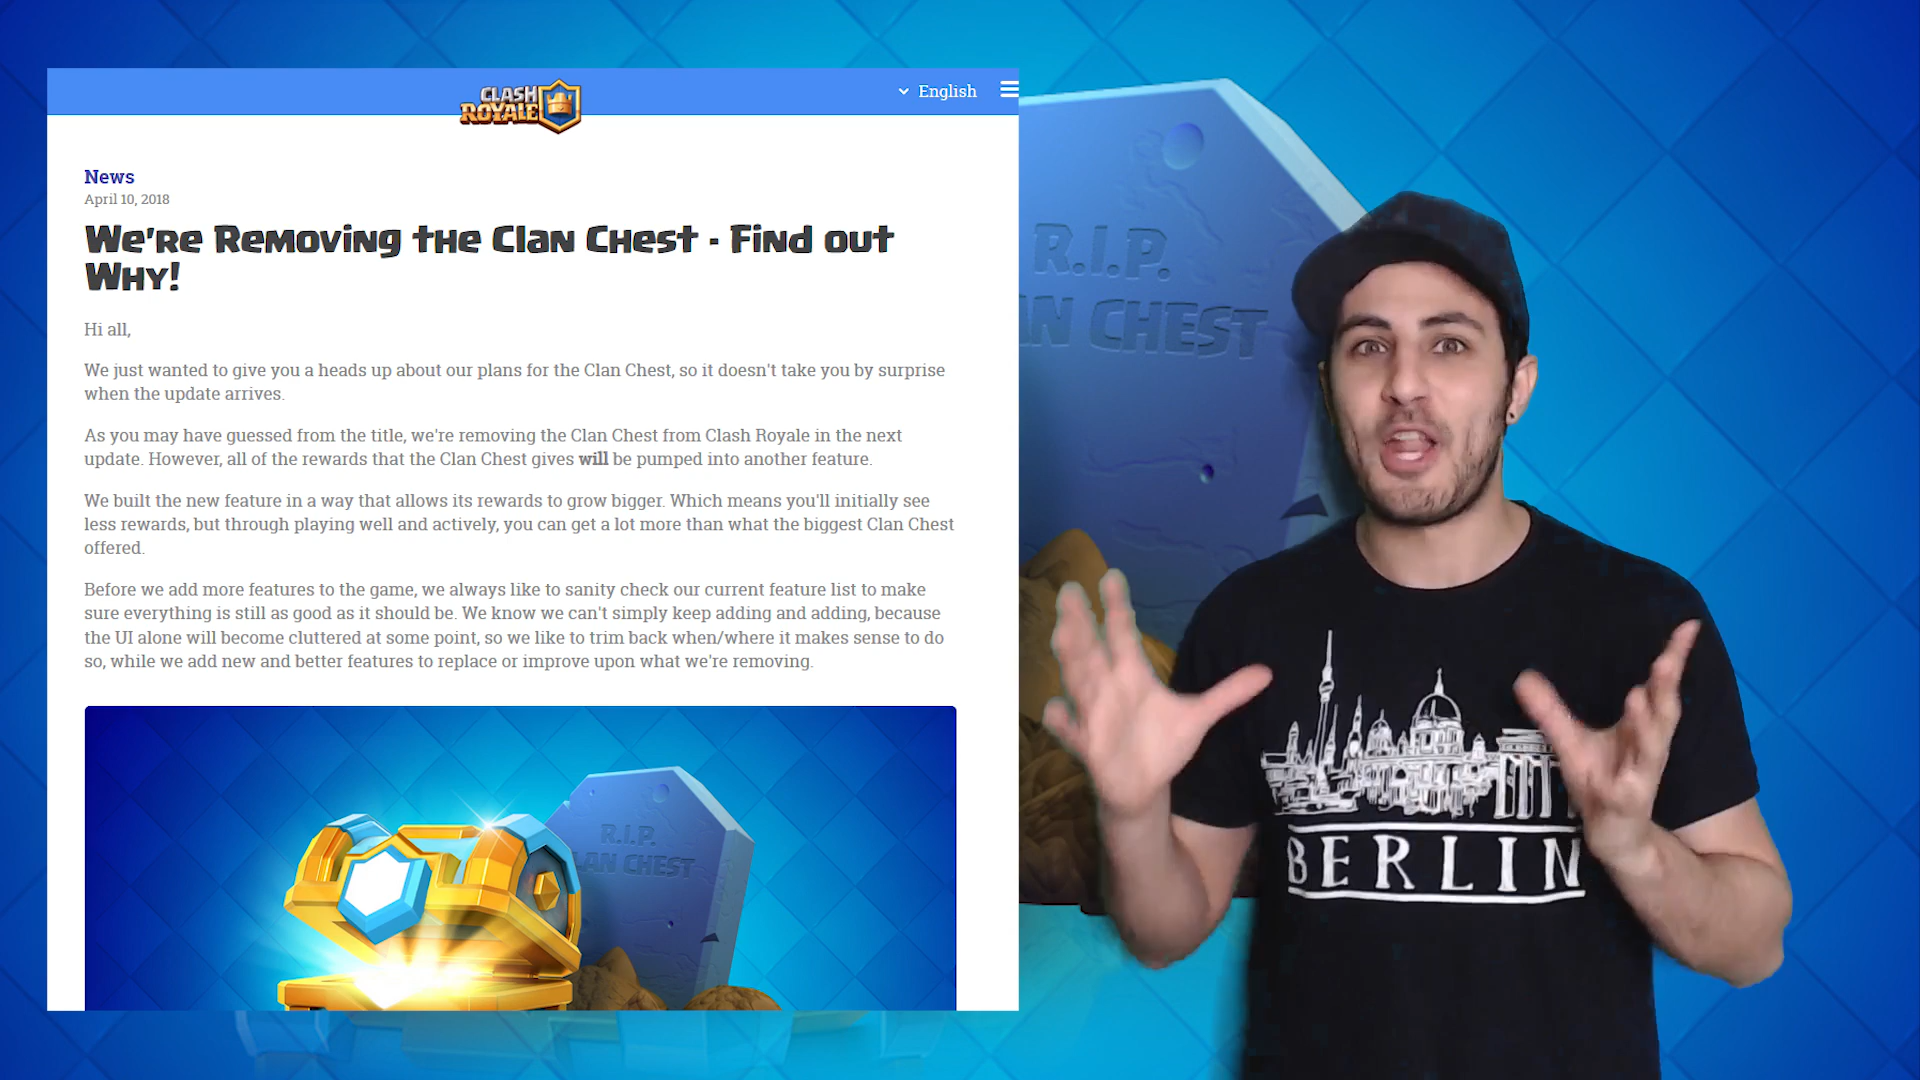 CLASH
ROYALE
English
News
April 10, 2018
We're Removing the Clan Chest - Find out
Why!
Hi all,
We just wanted to give you a heads up about our plans for the Clan Chest, so it doesn't take you by surprise
when the update arrives.
As you may have guessed from the title, we're removing the Clan Chest from Clash Royale in the next
update. However, all of the rewards that the Clan Chest gives will be pumped into another feature.
We built the new feature in a way that allows its rewards to grow bigger. Which means you'll initially see
less rewards, but through playing well and actively, you can get a lot more than what the biggest Clan Chest
offered.
Before we add more features to the game, we always like to sanity check our current feature list to make
sure everything is still as good as it should be. We know we can't simply keep adding and adding, because
the UI alone will become cluttered at some point, so we like to trim back when/where it makes sense to do
so, while we add new and better features to replace or improve upon what we're removing.
R.I.P.
LAN CHEST
R.I.P.
AN CHEST
BERLIN